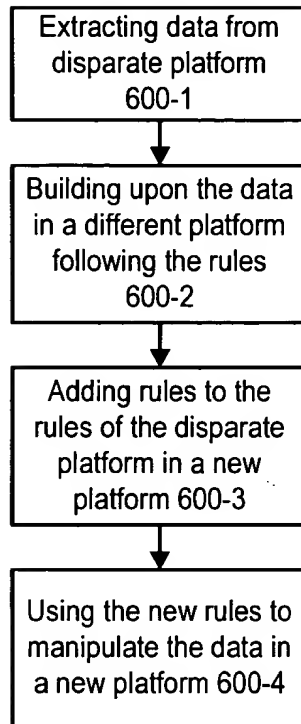 Extracting data from
disparate platform
600-1
Building upon the data
in a different platform
following the rules
600-2
Adding rules to the
rules of the disparate
platform in a new
platform 600-3
Using the new rules to
manipulate the data in
a new platform 600-4